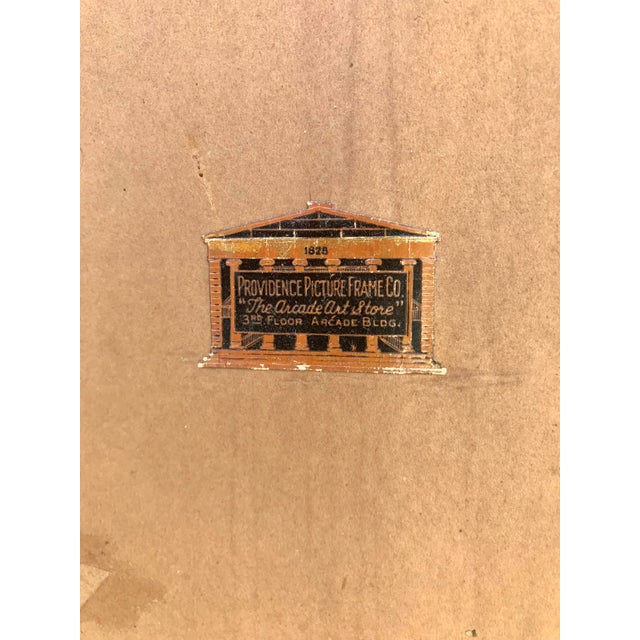 1828
PROVIDENCE PICTURE FRAME CO.
"The Arcade Art Store"
3RD FLOOR ARCADE BLDG.